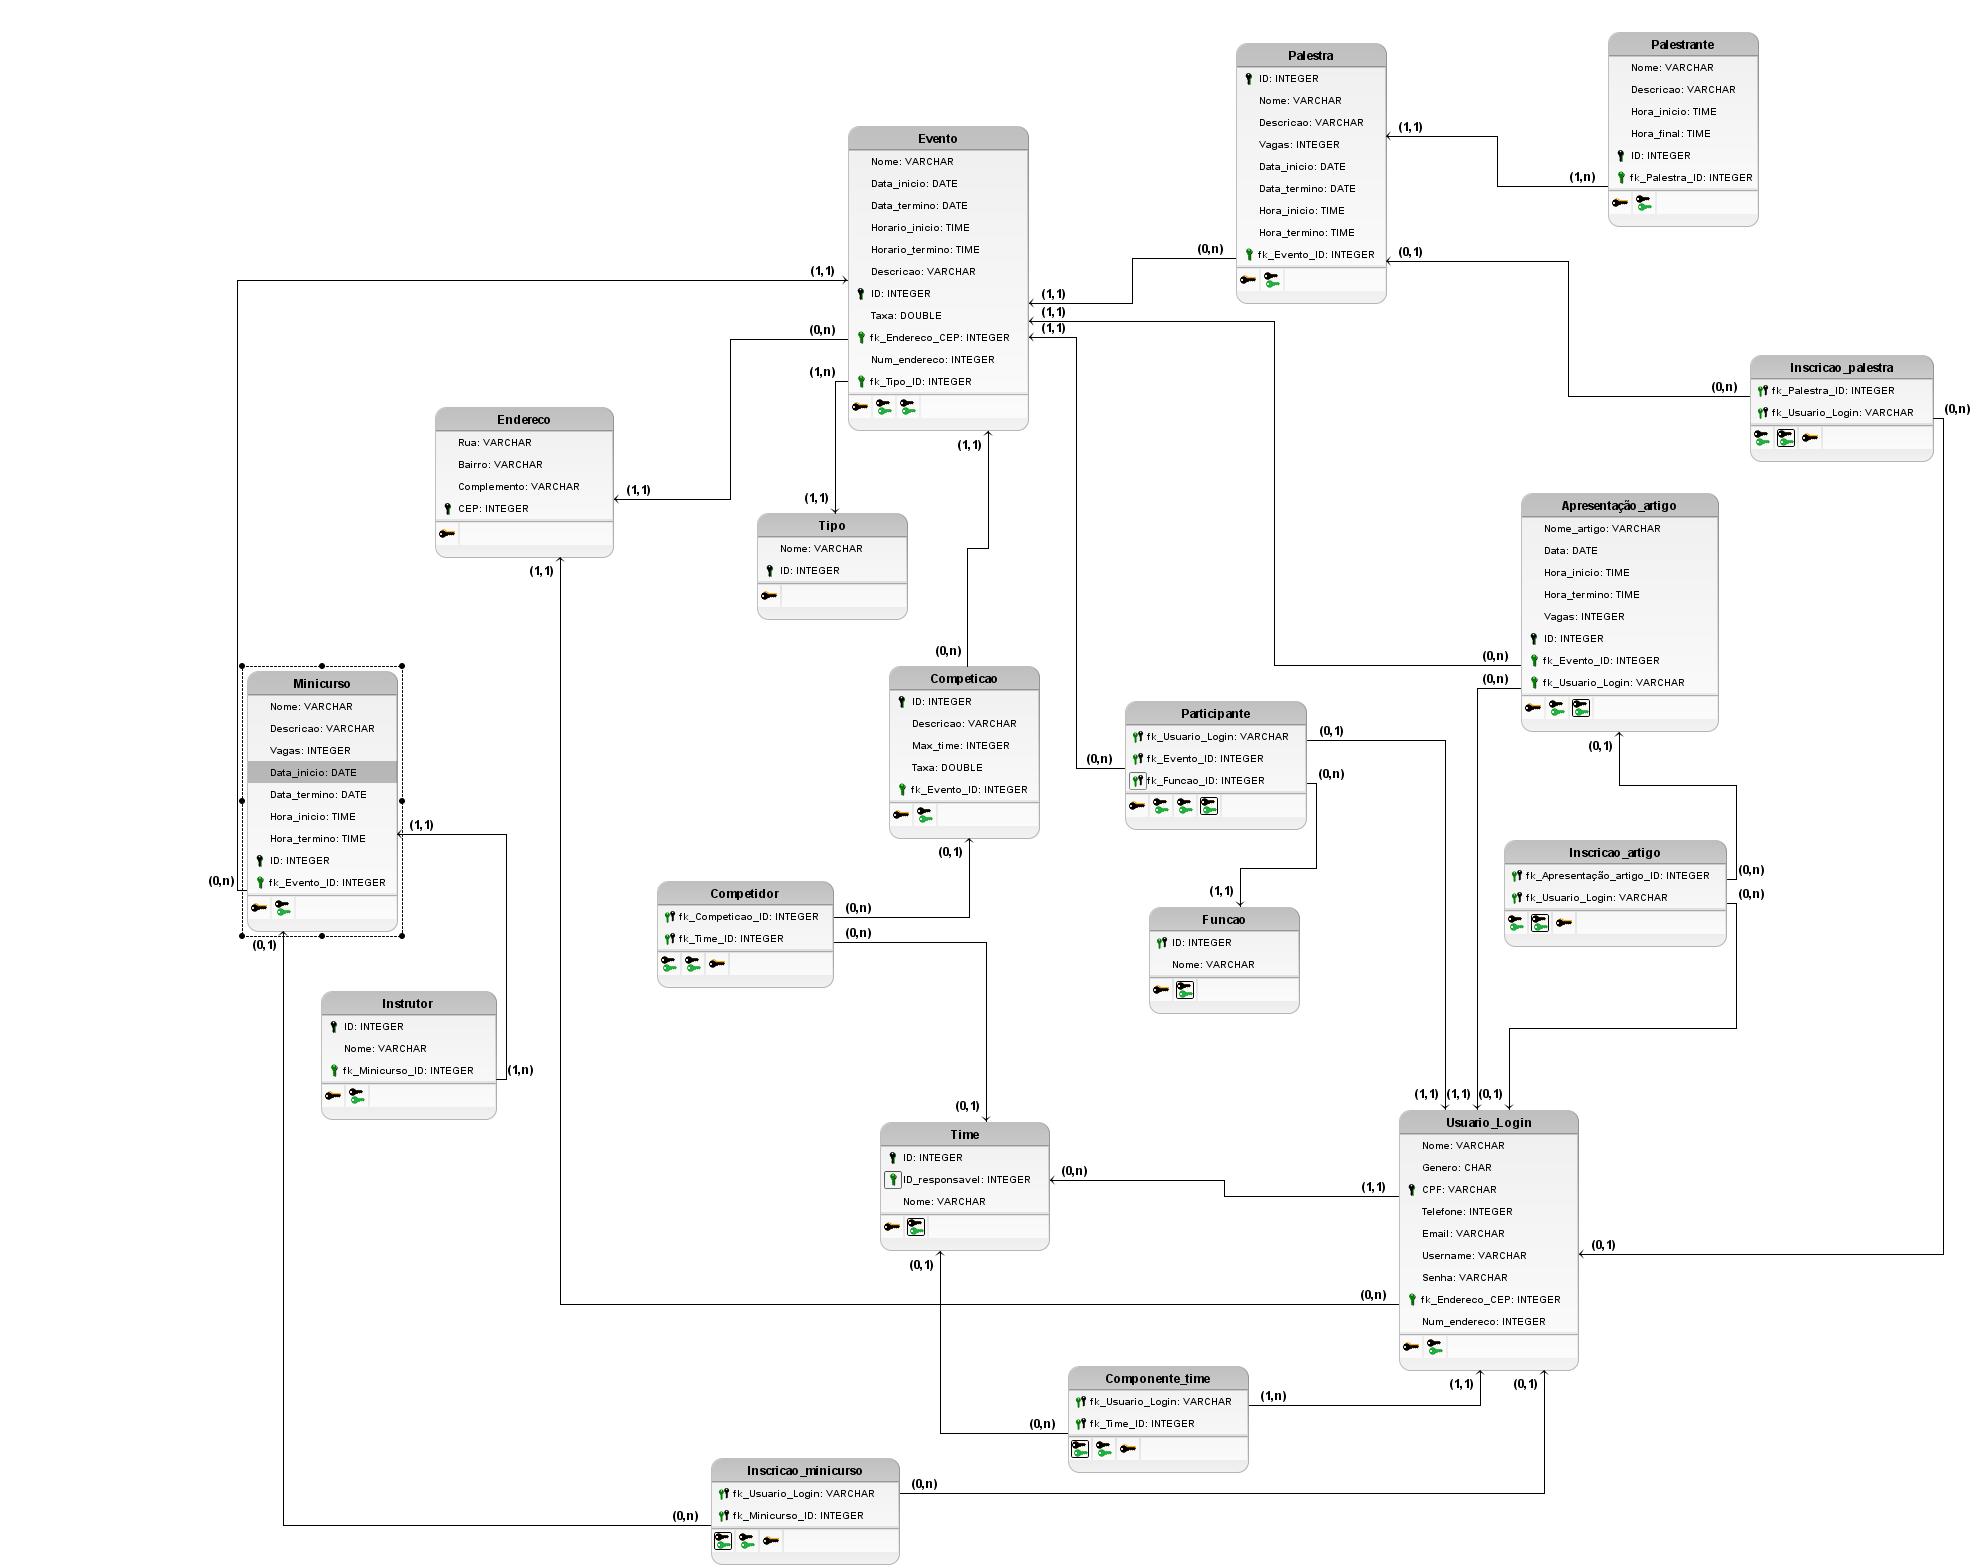 Palestrante
Nome: VARCHAR
Descricao: VARCHAR
Hora_inicio: TIME
Hora_final: TIME
ID: INTEGER
fk_Palestra_ID: INTEGER
(1,n)
Palestra
ID: INTEGER
Nome: VARCHAR
Descricao: VARCHAR
Vagas: INTEGER
Data_inicio: DATE
Data_termino: DATE
Hora_inicio: TIME
Hora_termino: TIME
fk_Evento_ID: INTEGER
(1,1)
(0,1)
(0,n)
Evento
Nome: VARCHAR
Data_inicio: DATE
Data_termino: DATE
Horario_inicio: TIME
Horario_termino: TIME
Descricao: VARCHAR
ID: INTEGER
Taxa: DOUBLE
fk_Endereco_CEP: INTEGER
Num_endereco: INTEGER
fk_Tipo_ID: INTEGER
(1,1)
(0,n)
(1,n)
(1,1)
(1,1)
(1,1)
(1,1)
Inscricao_palestra
fk_Palestra_ID: INTEGER
fk_Usuario_Login: VARCHAR
(0,n)
(0,n)
Endereco
Rua: VARCHAR
Bairro: VARCHAR
Complemento: VARCHAR
CEP: INTEGER
(1,1)
(1,1)
Tipo
Nome: VARCHAR
ID: INTEGER
(1,1)
Apresentação_artigo
Nome_artigo: VARCHAR
Data: DATE
Hora_inicio: TIME
Hora_termino: TIME
Vagas: INTEGER
ID: INTEGER
fk_Evento_ID: INTEGER
fk_Usuario_Login: VARCHAR
(0,n)
(0,n)
(0,1)
Minicurso
Nome: VARCHAR
Descricao: VARCHAR
Vagas: INTEGER
Data_inicio: DATE
Data_termino: DATE
Hora_inicio: TIME
Hora_termino: TIME
ID: INTEGER
fk_Evento_ID: INTEGER
(1,1)
(0,n)
(0,1)
Competicao
ID: INTEGER
Descricao: VARCHAR
Max_time: INTEGER
Taxa: DOUBLE
fk_Evento_ID: INTEGER
(0,n)
(0,1)
Participante
fk_Usuario_Login: VARCHAR
fk_Evento_ID: INTEGER
fk_Funcao_ID: INTEGER
(0,n)
(0,1)
(0,n)
Inscricao_artigo
fk_Apresentação_artigo_ID: INTEGER
fk_Usuario_Login: VARCHAR
(0,n)
(0,n)
Competidor
fk_Competicao_ID: INTEGER
fk_Time_ID: INTEGER
(0,n)
(0,n)
Funcao
ID: INTEGER
Nome: VARCHAR
(1,1)
Instrutor
ID: INTEGER
Nome: VARCHAR
fk_Minicurso_ID: INTEGER
(1,n)
Time
ID: INTEGER
ID_responsavel: INTEGER
Nome: VARCHAR
(0,1)
(0,n)
(0,1)
Usuario_Login
Nome: VARCHAR
Genero: CHAR
CPF: VARCHAR
Telefone: INTEGER
Email: VARCHAR
Username: VARCHAR
Senha: VARCHAR
fk_Endereco_CEP: INTEGER
Num_endereco: INTEGER
(1,1)
(1,1)
(0,1)
(1,1)
(0,1)
(0,n)
(1,1)
(0,1)
Componente_time
fk_Usuario_Login: VARCHAR
fk_Time_ID: INTEGER
(1,n)
(0,n)
Inscricao_minicurso
fk_Usuario_Login: VARCHAR
fk_Minicurso_ID: INTEGER
(0,n)
(0,n)